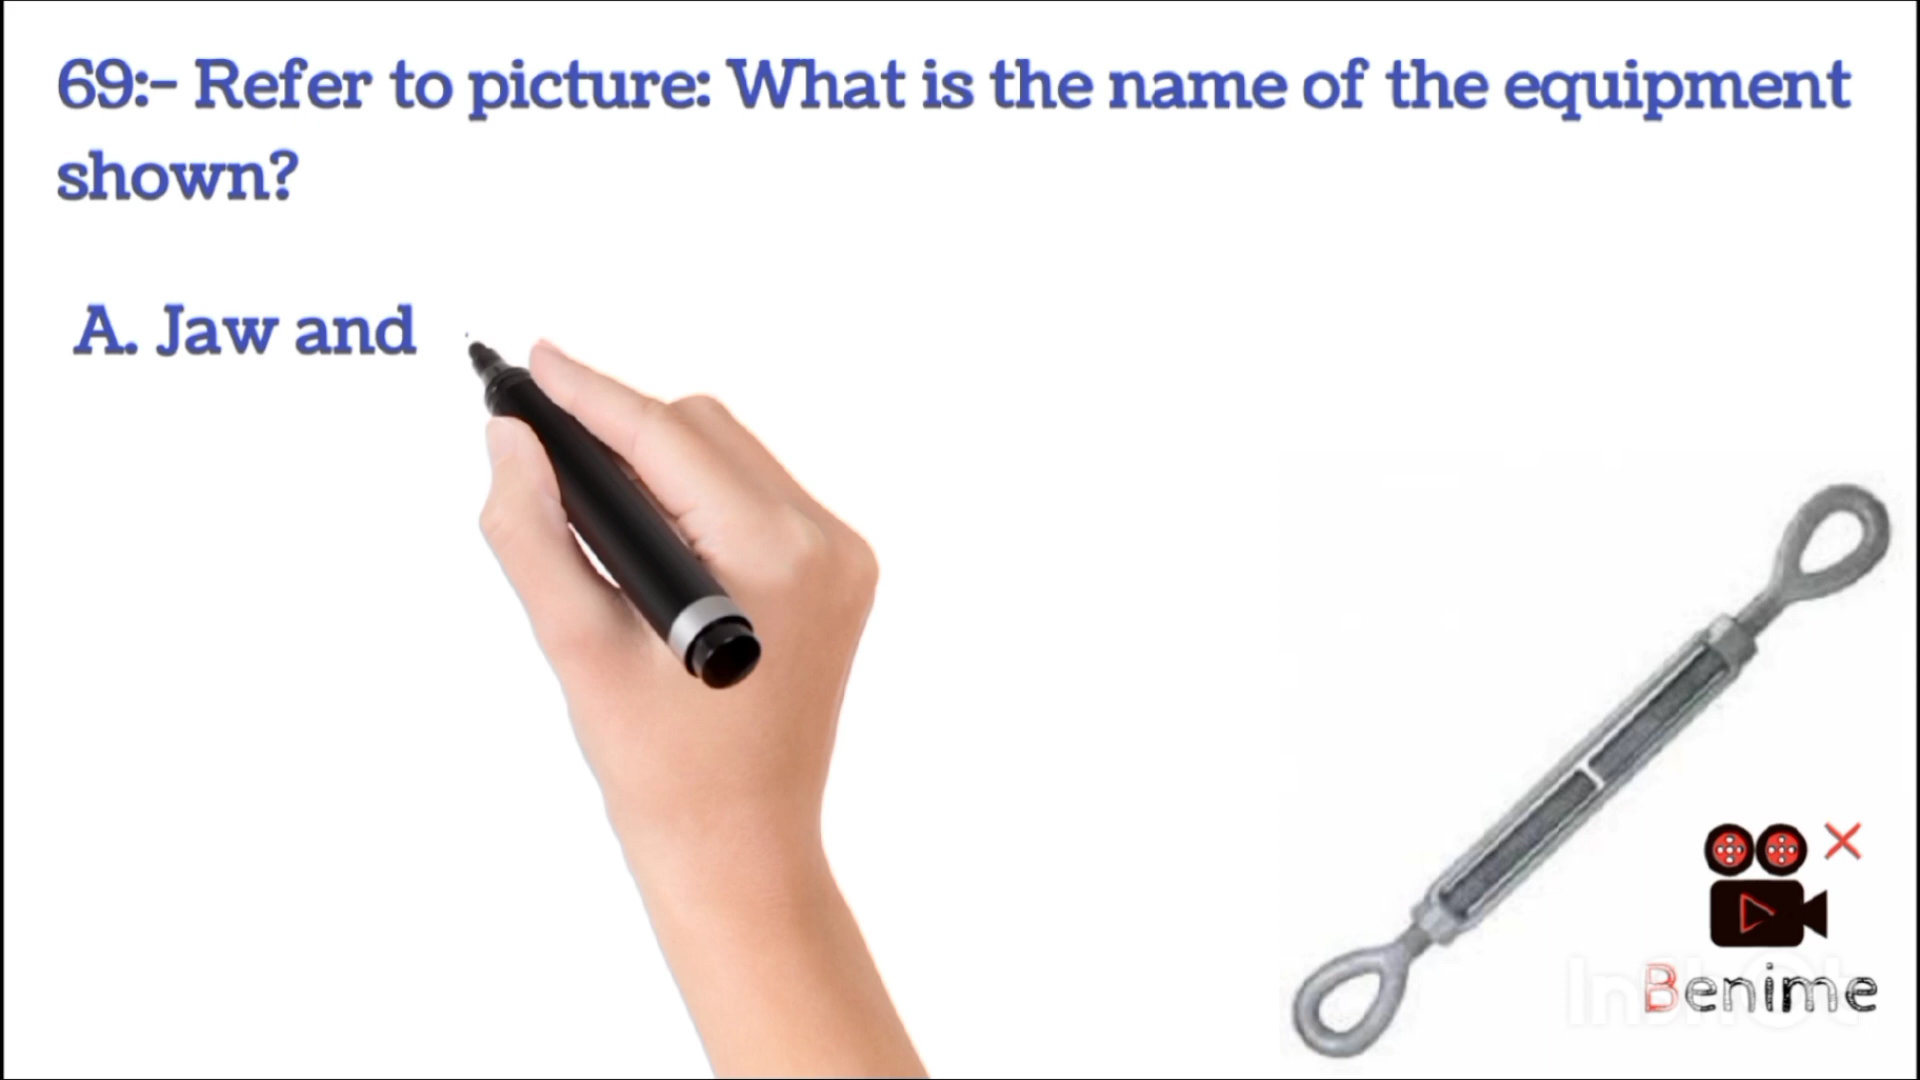 69:- Refer to picture: What is the name of the equipment
shown?
A. Jaw and
Benime